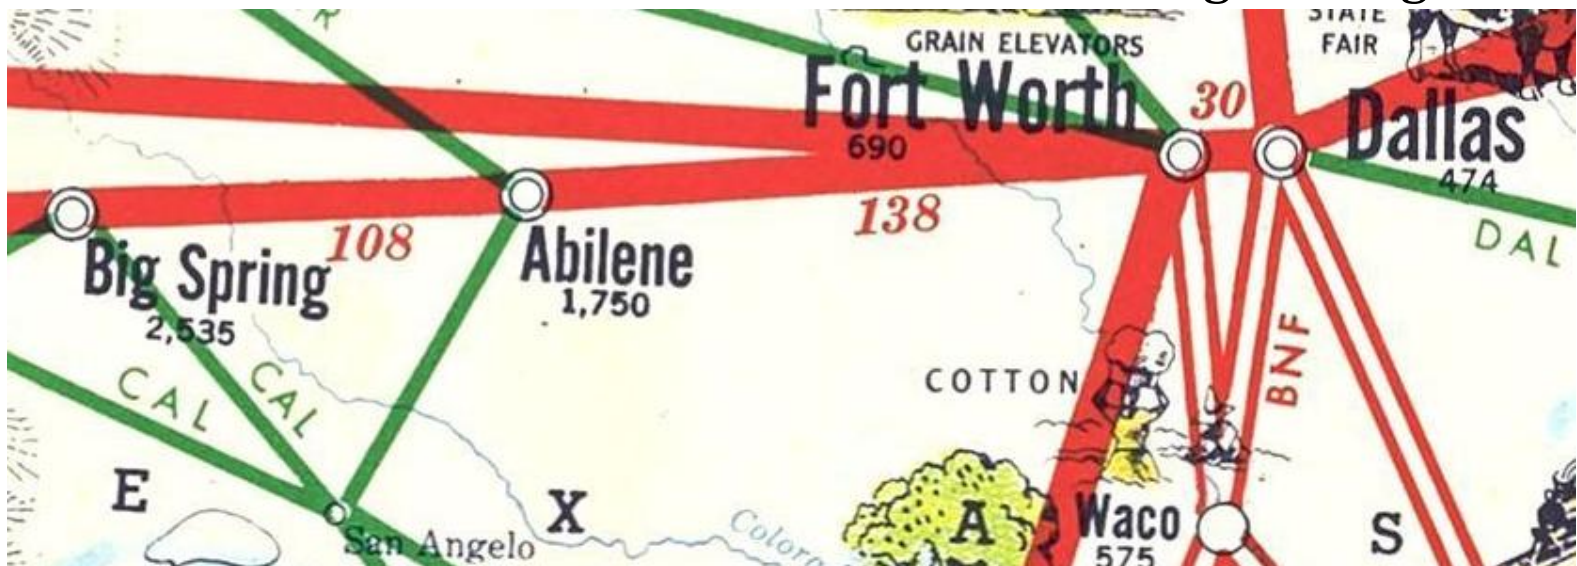 STATE
GRAIN ELEVATORS
FAIR
Fort Worth
690
30
Dallas
474
DAL
138
108
Abilene
1,750
Big Spring
2,535
CAL
CAL
COTTON
BNF
E
X
A
S
Waco
575
San Angelo